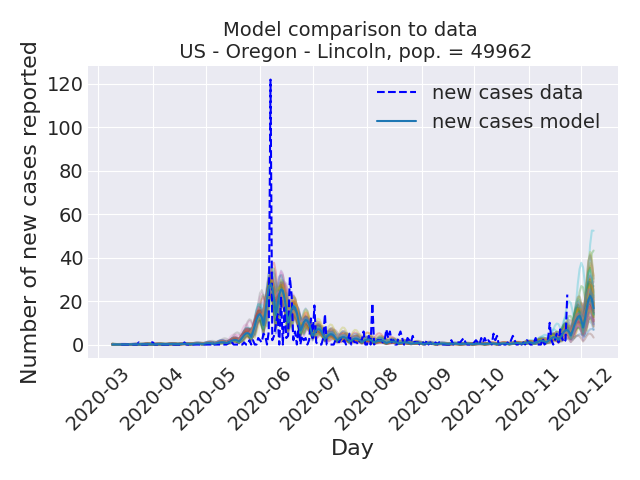 Model comparison to data
US - Oregon - Lincoln, pop. = 49962
Number of new cases reported
120
100
80
60
40
20
0
new cases data
new cases model
2020-03
2020-04
2020-05
2020-06
2020-07
2020-08
2020-09
2020-10
2020-11
2020-12
Day